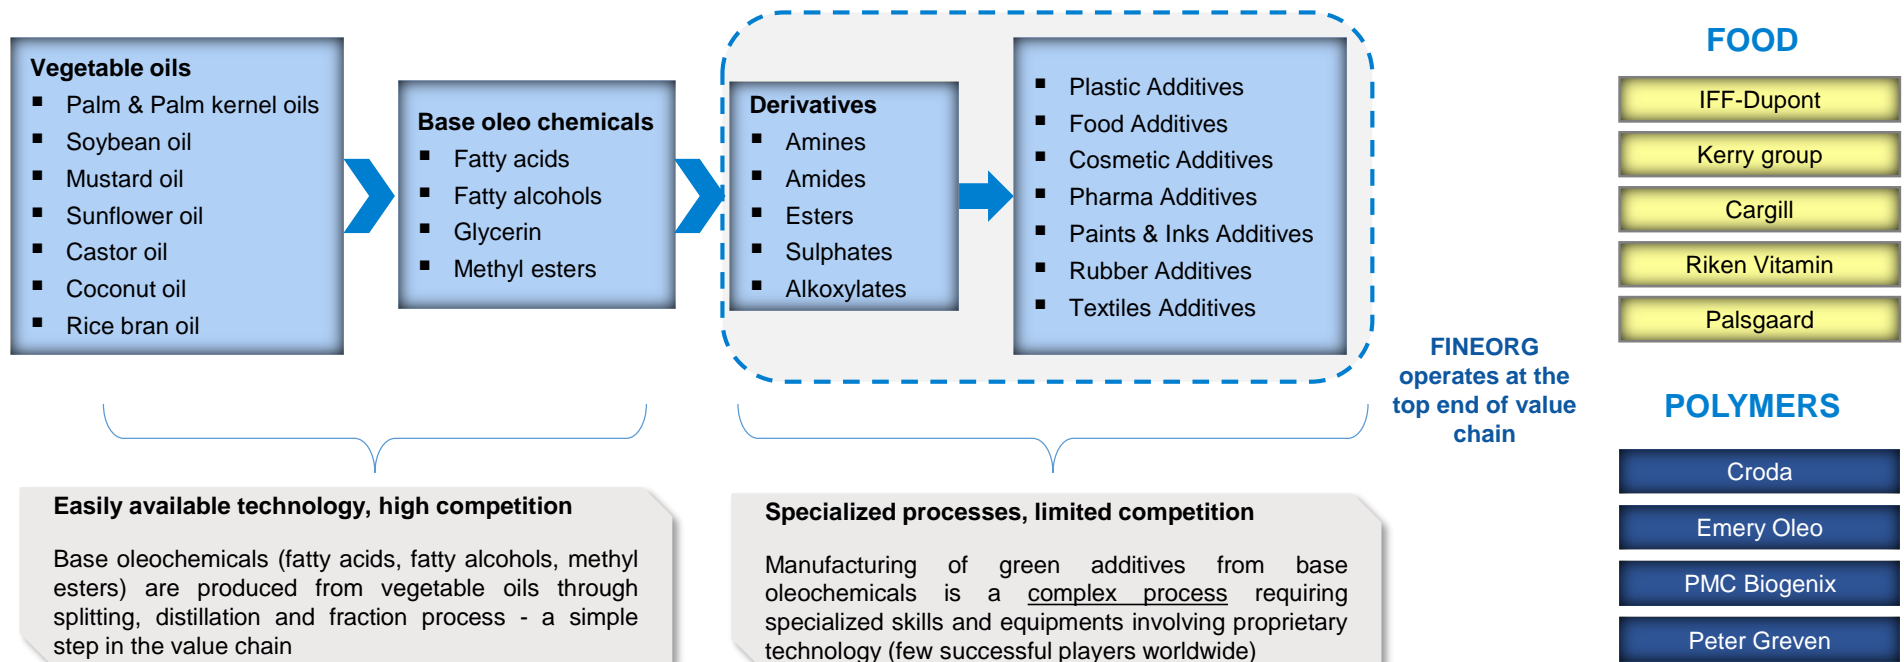 Vegetable oils
▪ Palm & Palm kernel oils
▪ Soybean oil
▪ Mustard oil
▪ Sunflower oil
▪ Castor oil
▪ Coconut oil
▪ Rice bran oil
Base oleo chemicals
▪ Fatty acids
▪ Fatty alcohols
▪ Glycerin
▪ Methyl esters
Derivatives
▪ Amines
▪ Amides
▪ Esters
▪ Sulphates
▪ Alkoxylates
▪ Plastic Additives
▪ Food Additives
▪ Cosmetic Additives
▪ Pharma Additives
▪ Paints & Inks Additives
▪ Rubber Additives
▪ Textiles Additives
FINEORG
operates at the
top end of value
chain
Easily available technology, high competition
Base oleochemicals (fatty acids, fatty alcohols, methyl
esters) are produced from vegetable oils through
splitting, distillation and fraction process - a simple
step in the value chain
Specialized processes, limited competition
Manufacturing of green additives from base
oleochemicals is a complex process requiring
specialized skills and equipments involving proprietary
technology (few successful players worldwide)
FOOD
IFF-Dupont
Kerry group
Cargill
Riken Vitamin
Palsgaard
POLYMERS
Croda
Emery Oleo
PMC Biogenix
Peter Greven